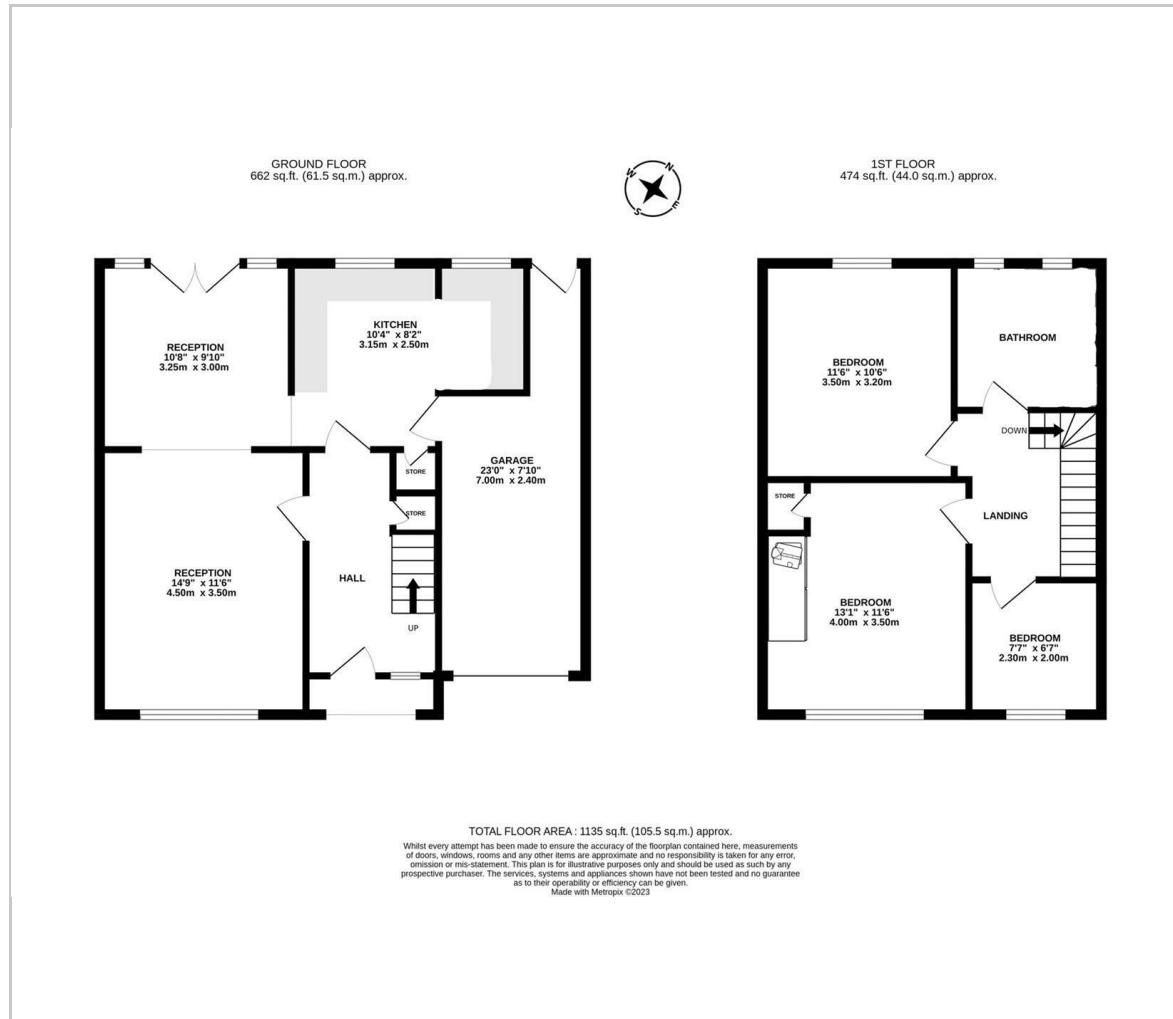 GROUND FLOOR
662 sq.ft. (61.5 sq.m.) approx.
N
W
E
S
1ST FLOOR
474 sq.ft. (44.0 sq.m.) approx.
RECEPTION
10'8" x 9'10"
3.25m x 3.00m
KITCHEN
10'4" x 8'2"
3.15m x 2.50m
STORE
STORE
GARAGE
23'0" x 7'10"
7.00m x 2.40m
RECEPTION
14'9" x 11'6"
4.50m x 3.50m
HALL
UP
BEDROOM
11'6" x 10'6"
3.50m x 3.20m
BATHROOM
DOWN
STORE
LANDING
BEDROOM
13'1" x 11'6"
4.00m x 3.50m
BEDROOM
7'7" x 6'7"
2.30m x 2.00m
TOTAL FLOOR AREA : 1135 sq.ft. (105.5 sq.m.) approx.
Whilst every attempt has been made to ensure the accuracy of the floorplan contained here, measurements
of doors, windows, rooms and any other items are approximate and no responsibility is taken for any error,
omission or mis-statement. This plan is for illustrative purposes only and should be used as such by any
prospective purchaser. The services, systems and appliances shown have not been tested and no guarantee
as to their operability or efficiency can be given.
Made with Metropix ©2023